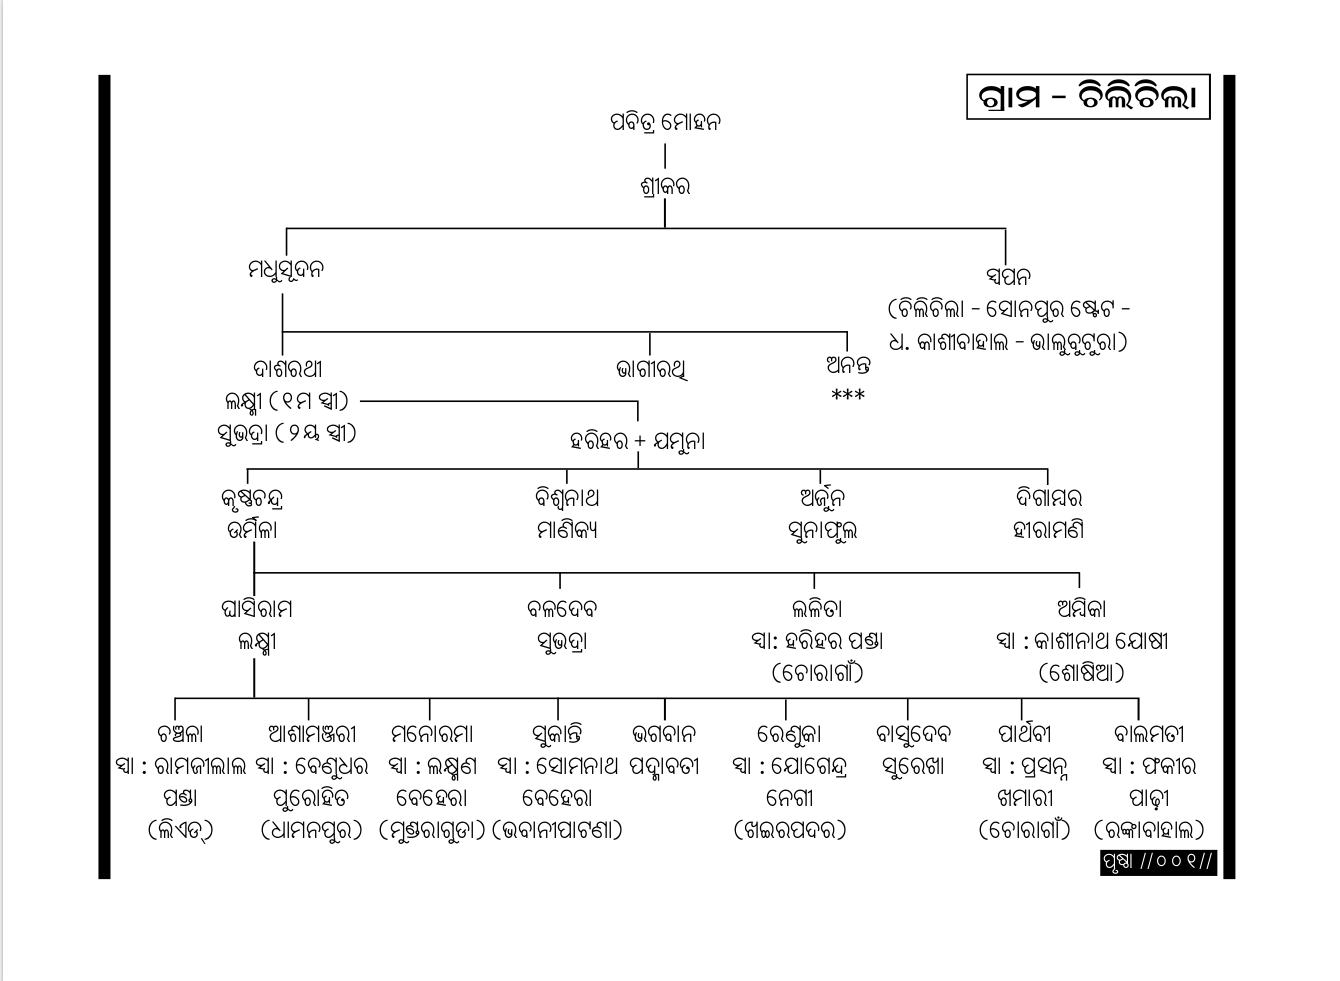 ଗ୍ରାମ - ଚିଲିଚିଲା
ପବିତ୍ର ମୋହନ
ଶ୍ରୀକର
ମଧୁସୂଦନ
ସ୍ୱପନ
(ଚିଲିଚିଲା - ସୋନପୁର ଷ୍ଟେଟ -
ଧ. କାଶୀବାହାଲ - ଭାଲୁବୁଟୁରା)
ଦାଶରଥୀ ଭାଗୀରଥି ଅନନ୍ତ
ଲକ୍ଷ୍ମୀ (୧ମ ସ୍ତ୍ରୀ) ***
ସୁଭଦ୍ରା (୨ୟ ସ୍ତ୍ରୀ)
ହରିହର + ଯମୁନା
କୃଷ୍ଣଚନ୍ଦ୍ର ବିଶ୍ୱନାଥ ଅର୍ଜୁନ ଦିଗାମ୍ବର
ଉର୍ମିଳା ମାଣିକ୍ୟ ସୁନାଫୁଲ ହୀରାମଣି
ଘାସିରାମ ବଳଦେବ ଲଳିତା ଅମ୍ବିକା
ଲକ୍ଷ୍ମୀ ସୁଭଦ୍ରା ସ୍ୱା: ହରିହର ପଣ୍ଡା ସ୍ୱା : କାଶୀନାଥ ଯୋଷୀ
(ଚୋରାଗାଁ) (ଶୋଷିଆ)
ଚଞ୍ଚଳା ଆଶାମଞ୍ଜରୀ ମନୋରମା ସୁକାନ୍ତି ଭଗବାନ ରେଣୁକା ବାସୁଦେବ ପାର୍ଥବୀ ବାଲମତୀ
ସ୍ୱା : ରାମଜୀଲାଲ ସ୍ୱା : ବେଣୁଧର ସ୍ୱା : ଲକ୍ଷ୍ମଣ ସ୍ୱା : ସୋମନାଥ ପଦ୍ମାବତୀ ସ୍ୱା : ଯୋଗେନ୍ଦ୍ର ସୁରେଖା ସ୍ୱା : ପ୍ରସନ୍ନ ସ୍ୱା : ଫକୀର
ପଣ୍ଡା ପୁରୋହିତ ବେହେରା ବେହେରା ନେଗୀ ଖମାରୀ ପାଢ଼ୀ
(ଲିଏଡ୍) (ଧାମନପୁର) (ମୁଣ୍ଡରାଗୁଡା) (ଭବାନୀପାଟଣା) (ଖଇରପଦର) (ଚୋରାଗାଁ) (ରଙ୍କାବାହାଲ)
ପୃଷ୍ଠା //୦୦୧//